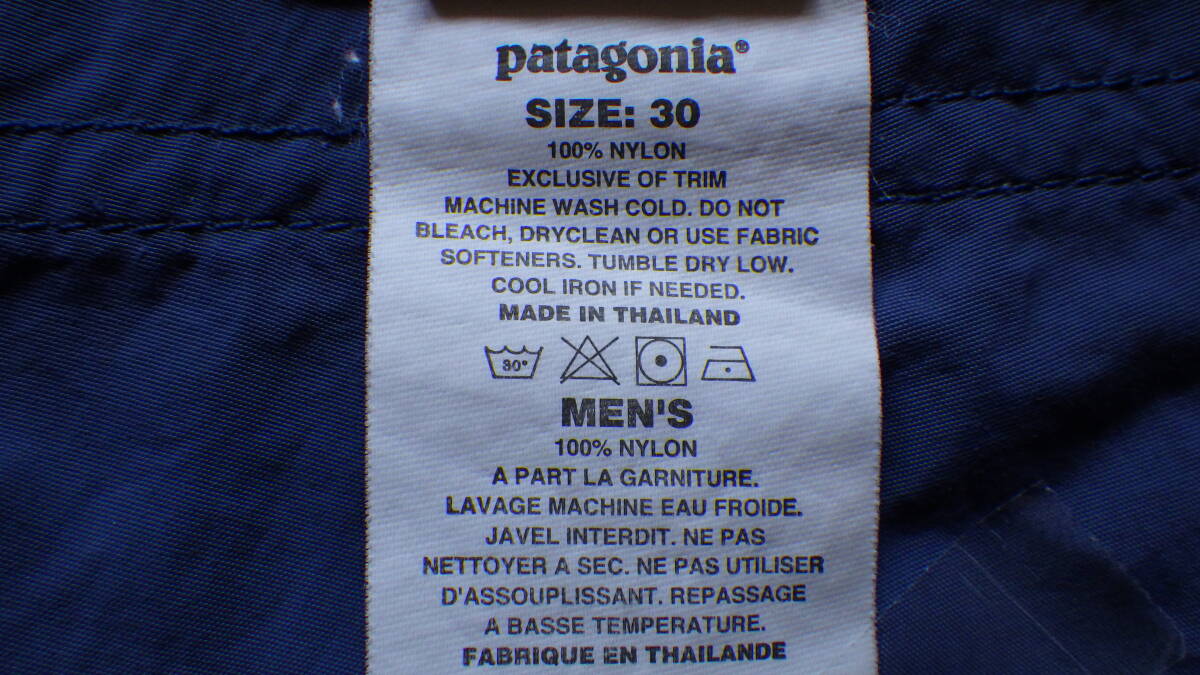 patagonia®
SIZE: 30
100% NYLON
EXCLUSIVE OF TRIM
MACHINE WASH COLD. DO NOT
BLEACH, DRYCLEAN OR USE FABRIC
SOFTENERS. TUMBLE DRY LOW.
COOL IRON IF NEEDED.
MADE IN THAILAND
30°
MEN'S
100% NYLON
A PART LA GARNITURE.
LAVAGE MACHINE EAU FROIDE.
JAVEL INTERDIT. NE PAS
NETTOYER A SEC. NE PAS UTILISER
D'ASSOUPLISSANT. REPASSAGE
A BASSE TEMPERATURE.
FABRIQUE EN THAILANDE